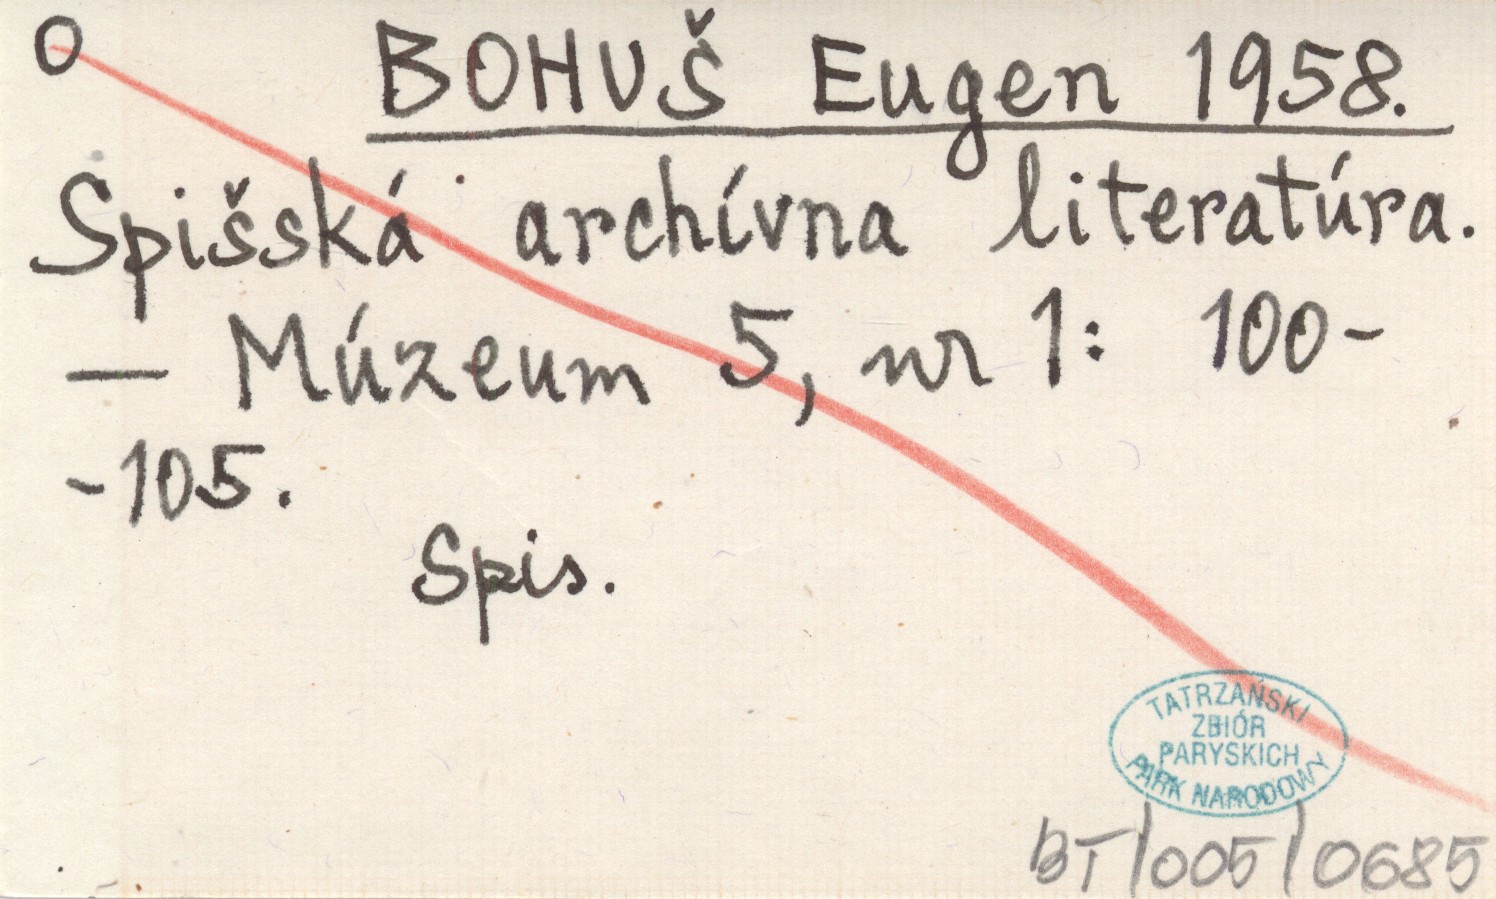 O BOHUŠ Eugen 1958.
Spišská archívna literatúra.
— Múzeum 5, nr 1: 100-
-105.
Spis.
TATRZAŃSKI
ZBIÓR
PARYSKICH
PARK NARODOWY
BT/005/0685